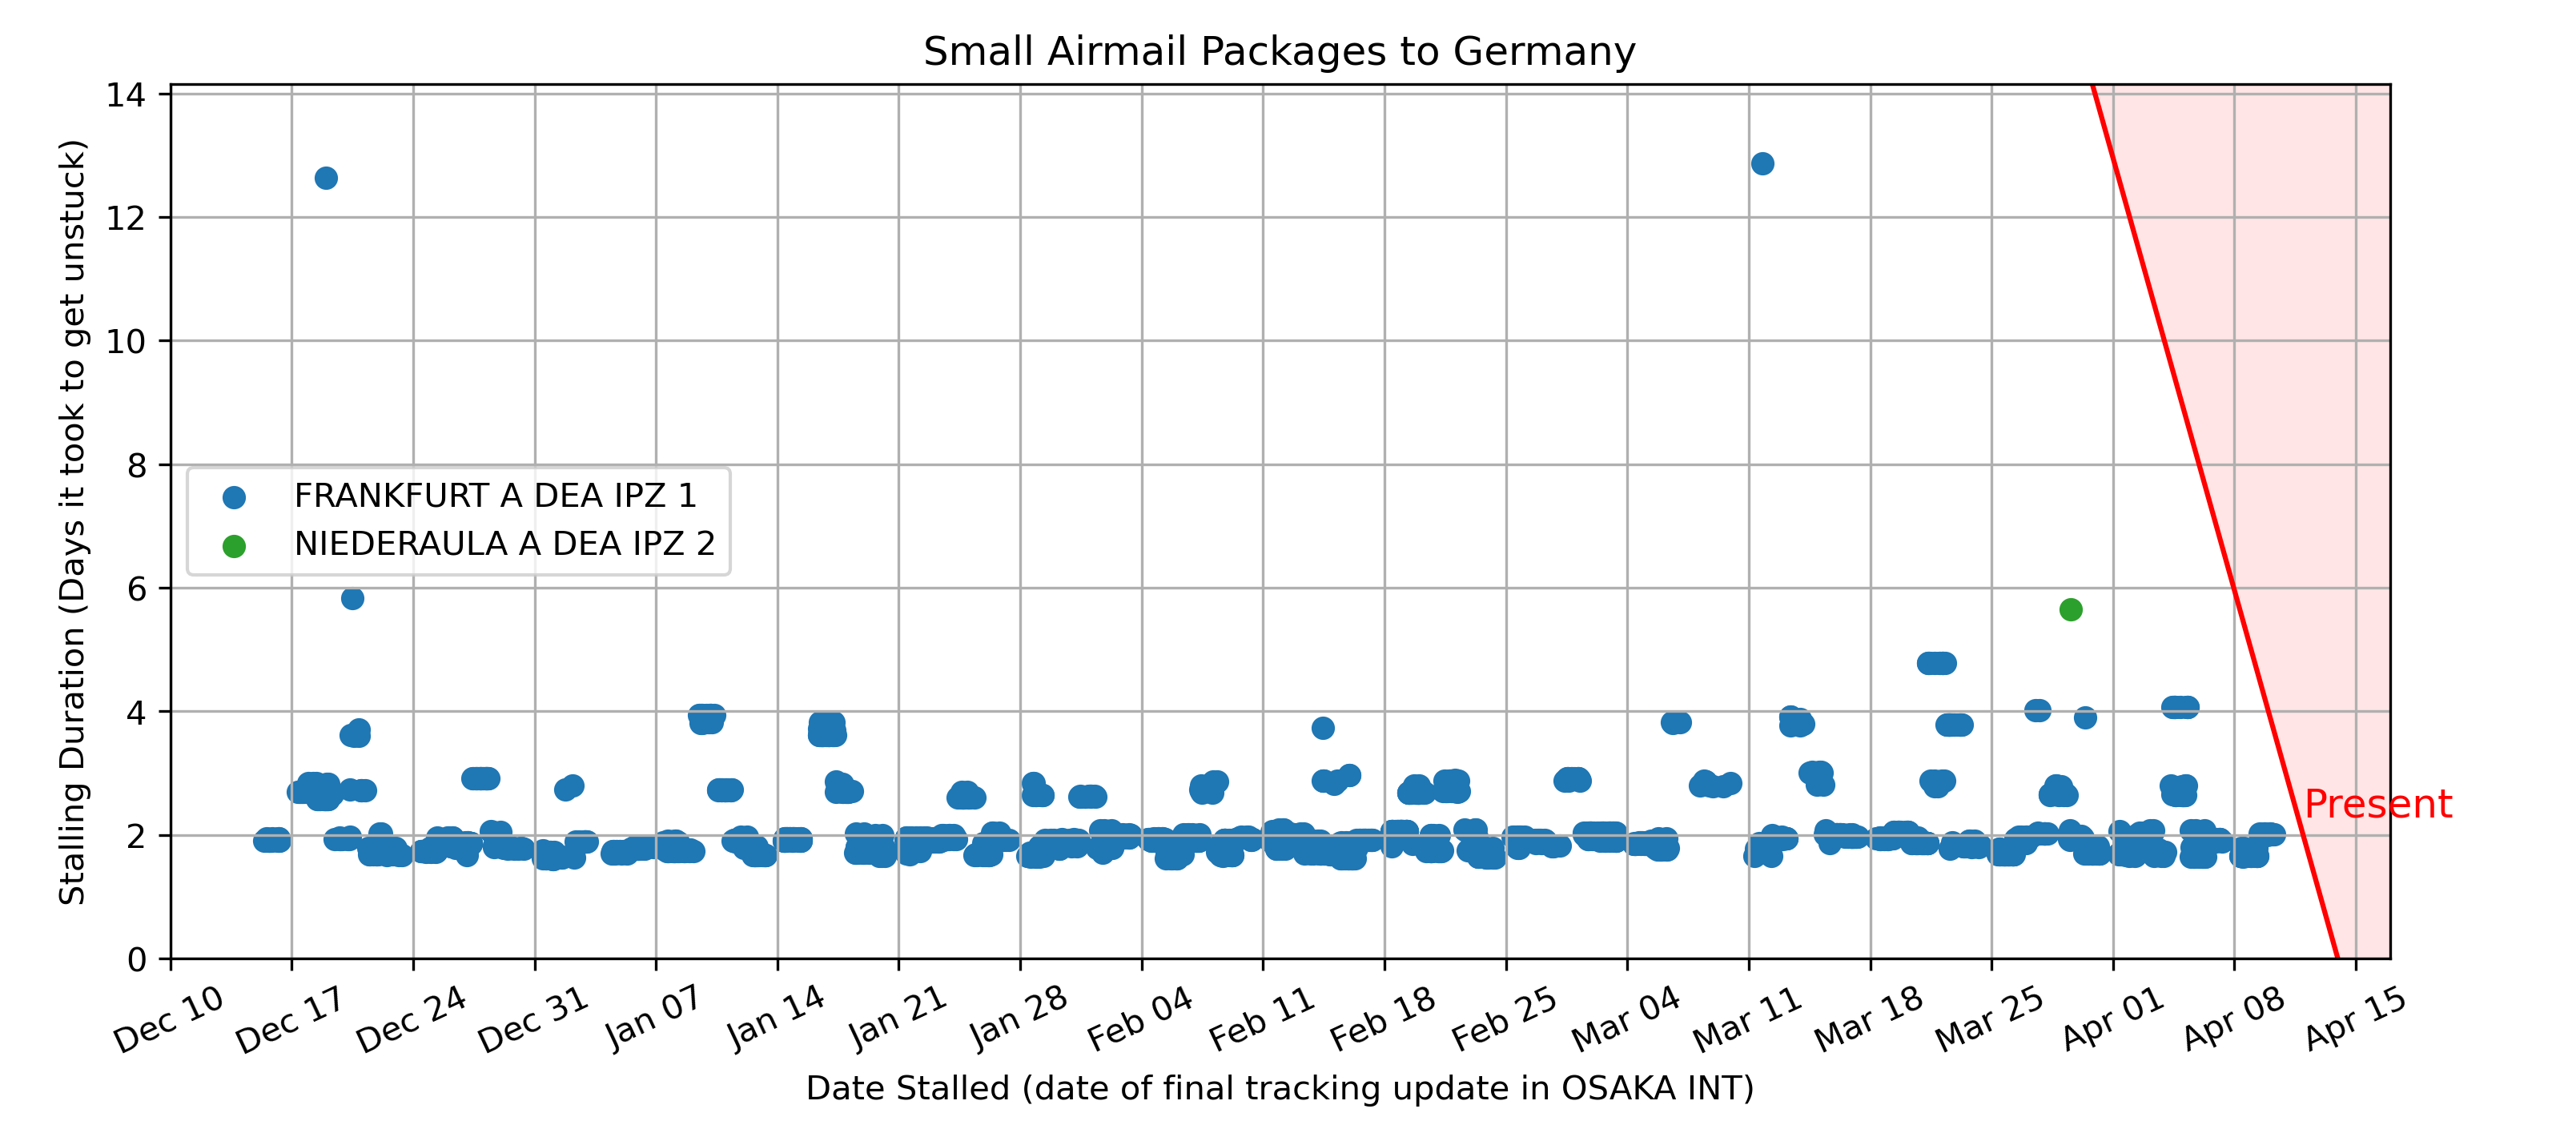 Small Airmail Packages to Germany
Stalling Duration (Days it took to get unstuck)
14
12
10
8
6
4
2
0
FRANKFURT A DEA IPZ 1
NIEDERAULA A DEA IPZ 2
Present
Dec 10
Dec 17
Dec 24
Dec 31
Jan 07
Jan 14
Jan 21
Jan 28
Feb 04
Feb 11
Feb 18
Feb 25
Mar 04
Mar 11
Mar 18
Mar 25
Apr 01
Apr 08
Apr 15
Date Stalled (date of final tracking update in OSAKA INT)